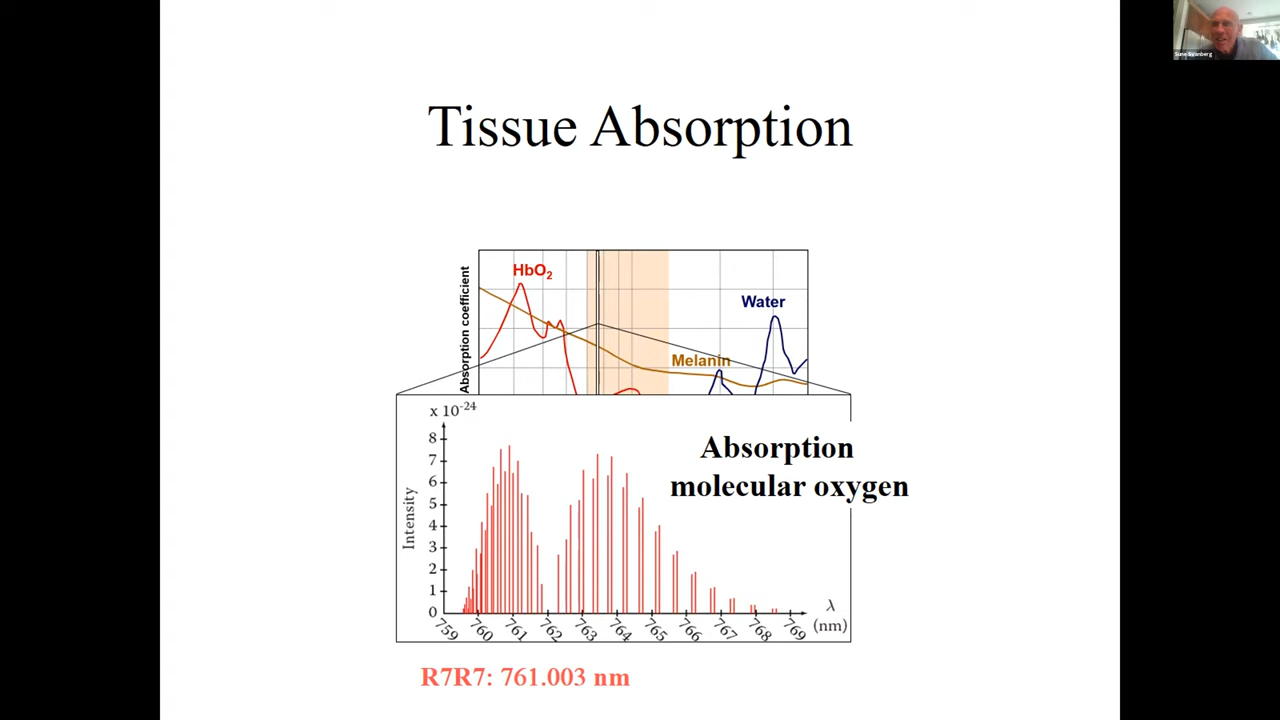 Sune Svanberg
Tissue Absorption
HbO2
Water
Absorption coefficient
Melanin
x 10-24
8
7
6
5
4
3
2
1
0
Intensity
Absorption
molecular oxygen
759 760 761 762 763 764 765 766 767 768 769
λ
(nm)
R7R7: 761.003 nm